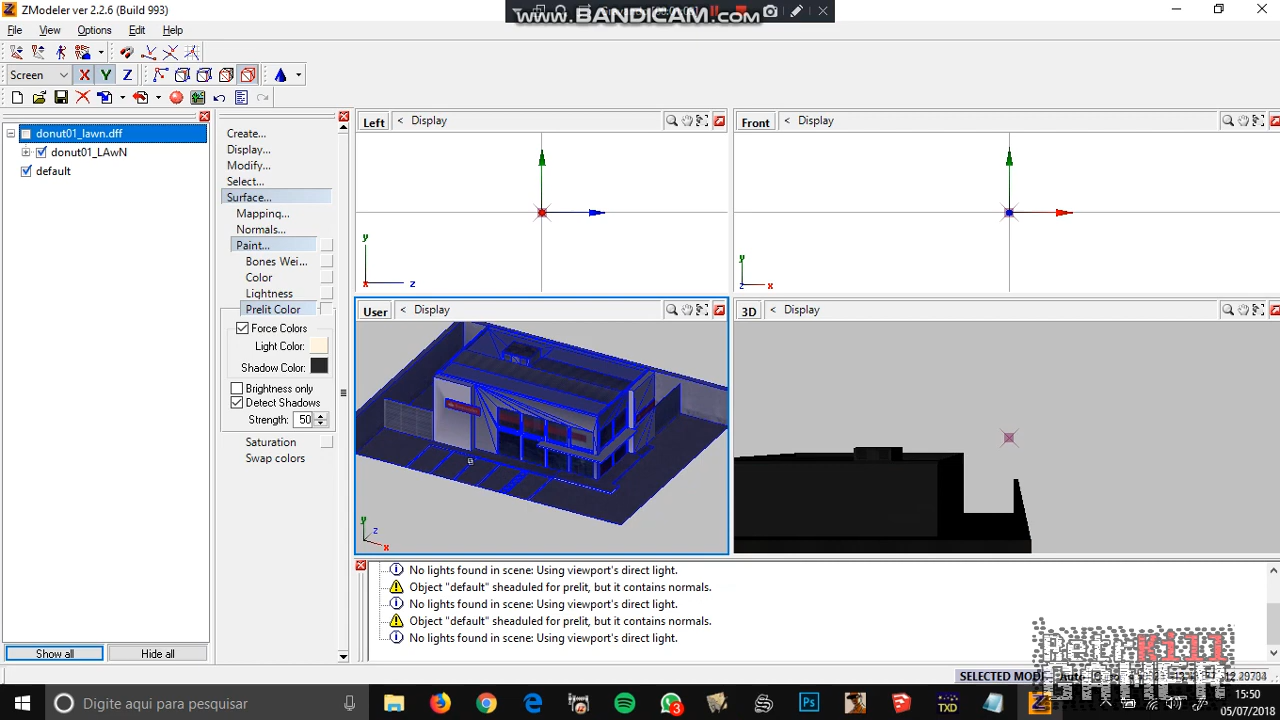 ZModeler ver 2.2.6 (Build 993)
www.BANDICAM.com
File View Options Edit Help
Screen X Y Z
donut01_lawn.dff
donut01_LAwN
default
Show all Hide all
Create...
Display...
Modify...
Select...
Surface...
Mapping...
Normals...
Paint...
Bones Wei...
Color
Lightness
Prelit Color
Force Colors
Light Color:
Shadow Color:
Brightness only
Detect Shadows
Strength: 50
Saturation
Swap colors
Left < Display
y
x z
Front < Display
y
z x
User < Display
y
z
x
3D < Display
No lights found in scene: Using viewport's direct light.
Object "default" sheaduled for prelit, but it contains normals.
No lights found in scene: Using viewport's direct light.
Object "default" sheaduled for prelit, but it contains normals.
No lights found in scene: Using viewport's direct light.
SELECTED MODE
Kill
GAMER
Digite aqui para pesquisar
3
Ps
TXD
15:50
05/07/2018